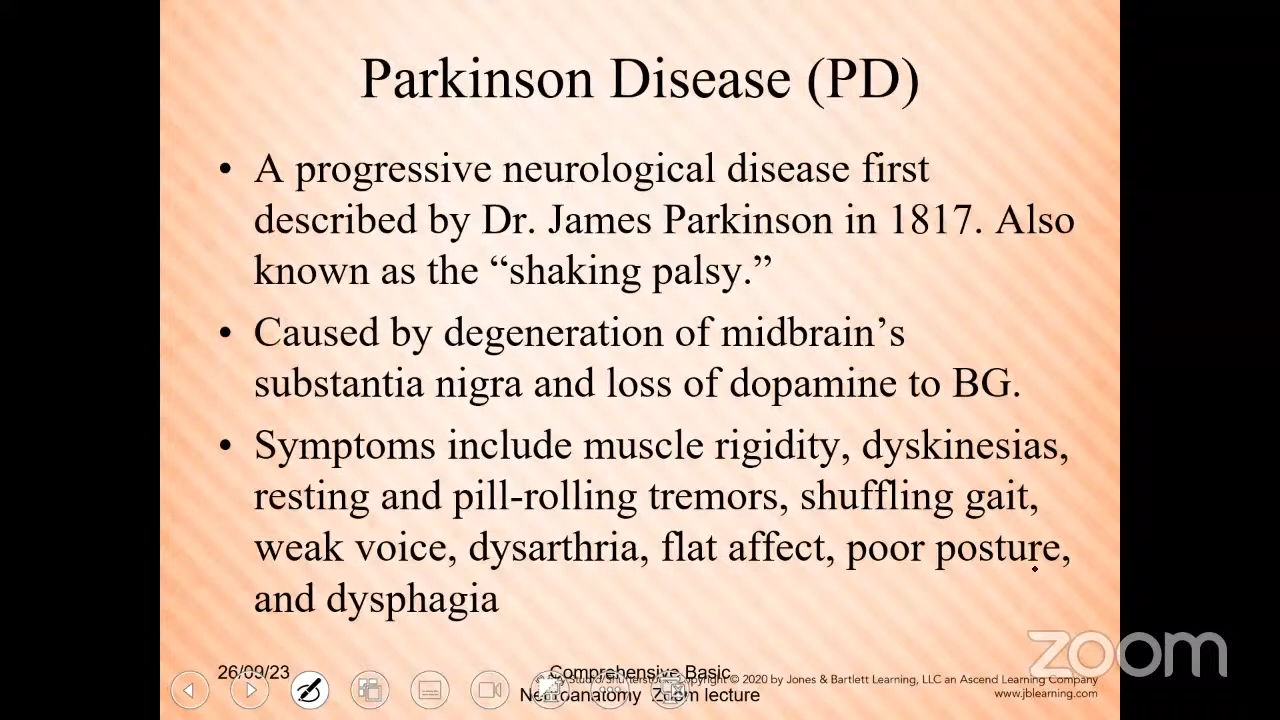 Parkinson Disease (PD)
• A progressive neurological disease first
described by Dr. James Parkinson in 1817. Also
known as the “shaking palsy.”
• Caused by degeneration of midbrain’s
substantia nigra and loss of dopamine to BG.
• Symptoms include muscle rigidity, dyskinesias,
resting and pill-rolling tremors, shuffling gait,
weak voice, dysarthria, flat affect, poor posture,
and dysphagia
zoom
26/09/23
Comprehensive Basic
Neuroanatomy Zoom lecture
Copyright © 2020 by Jones & Bartlett Learning, LLC an Ascend Learning Company
www.jblearning.com